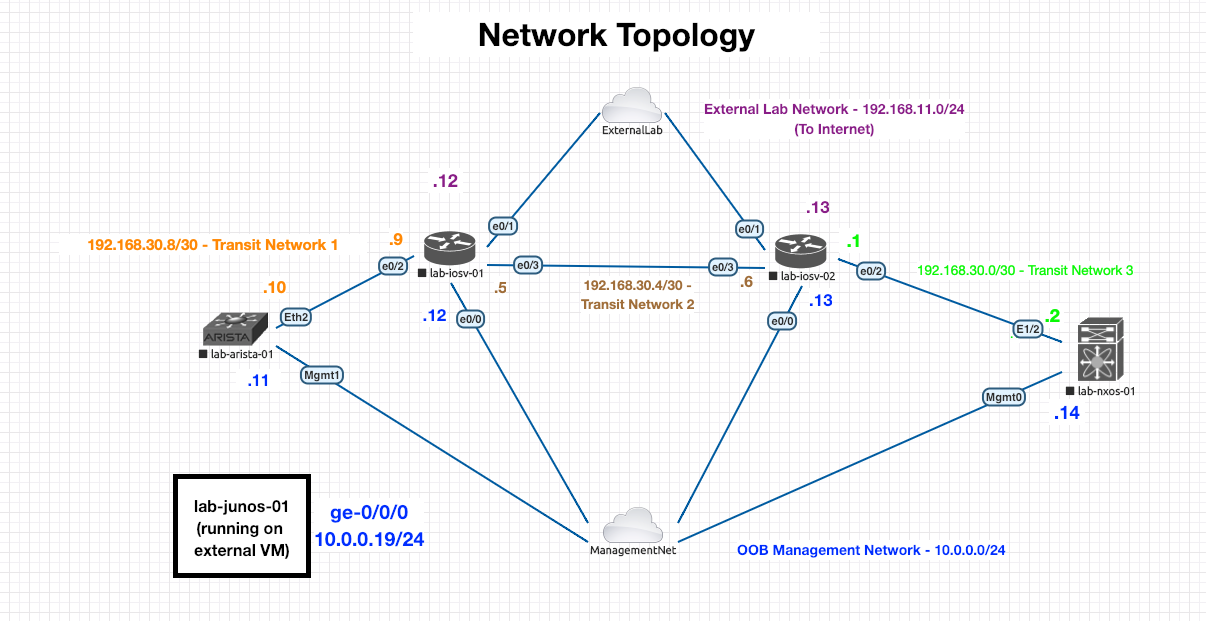 Network Topology
ExternalLab
External Lab Network - 192.168.11.0/24
(To Internet)
.12
.13
e0/1
e0/1
192.168.30.8/30 - Transit Network 1
.9
.1
lab-iosv-01
lab-iosv-02
e0/2
e0/3
e0/3
e0/2
192.168.30.0/30 - Transit Network 3
.10
.5
192.168.30.4/30 -
Transit Network 2
.6
.13
Eth2
.12
e0/0
e0/0
.2
E1/2
ARISTA
lab-arista-01
.11
Mgmt1
Mgmt0
lab-nxos-01
.14
lab-junos-01
(running on
external VM)
ge-0/0/0
10.0.0.19/24
ManagementNet
OOB Management Network - 10.0.0.0/24